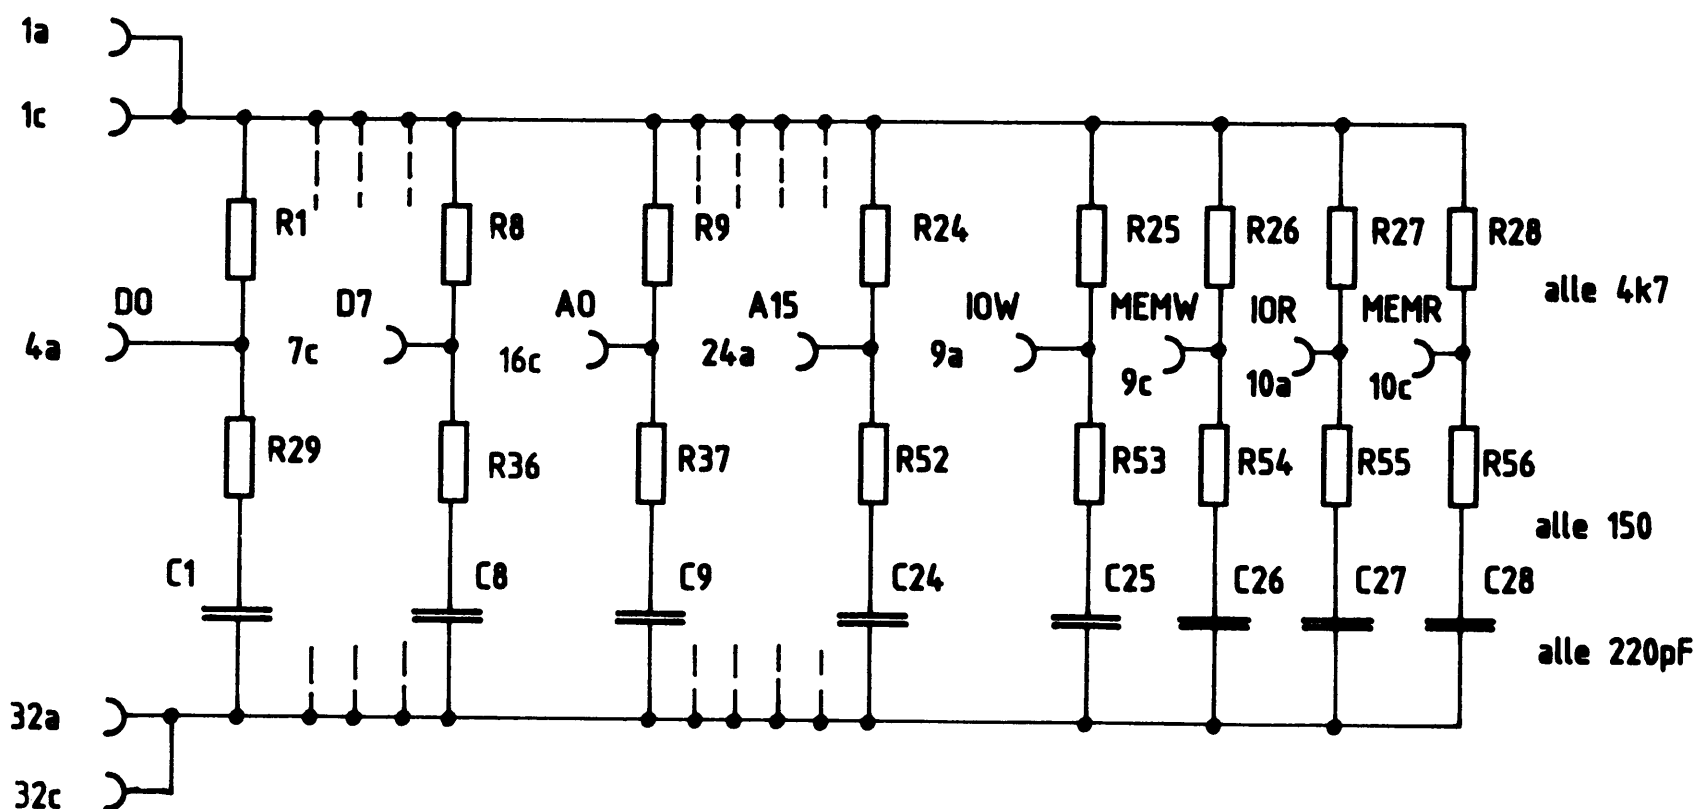 1a
1c
R1
R8
R9
R24
R25
R26
R27
R28
alle 4k7
D0
D7
A0
A15
IOW
MEMW
IOR
MEMR
4a
7c
16c
24a
9a
9c
10a
10c
R29
R36
R37
R52
R53
R54
R55
R56
alle 150
C1
C8
C9
C24
C25
C26
C27
C28
alle 220pF
32a
32c